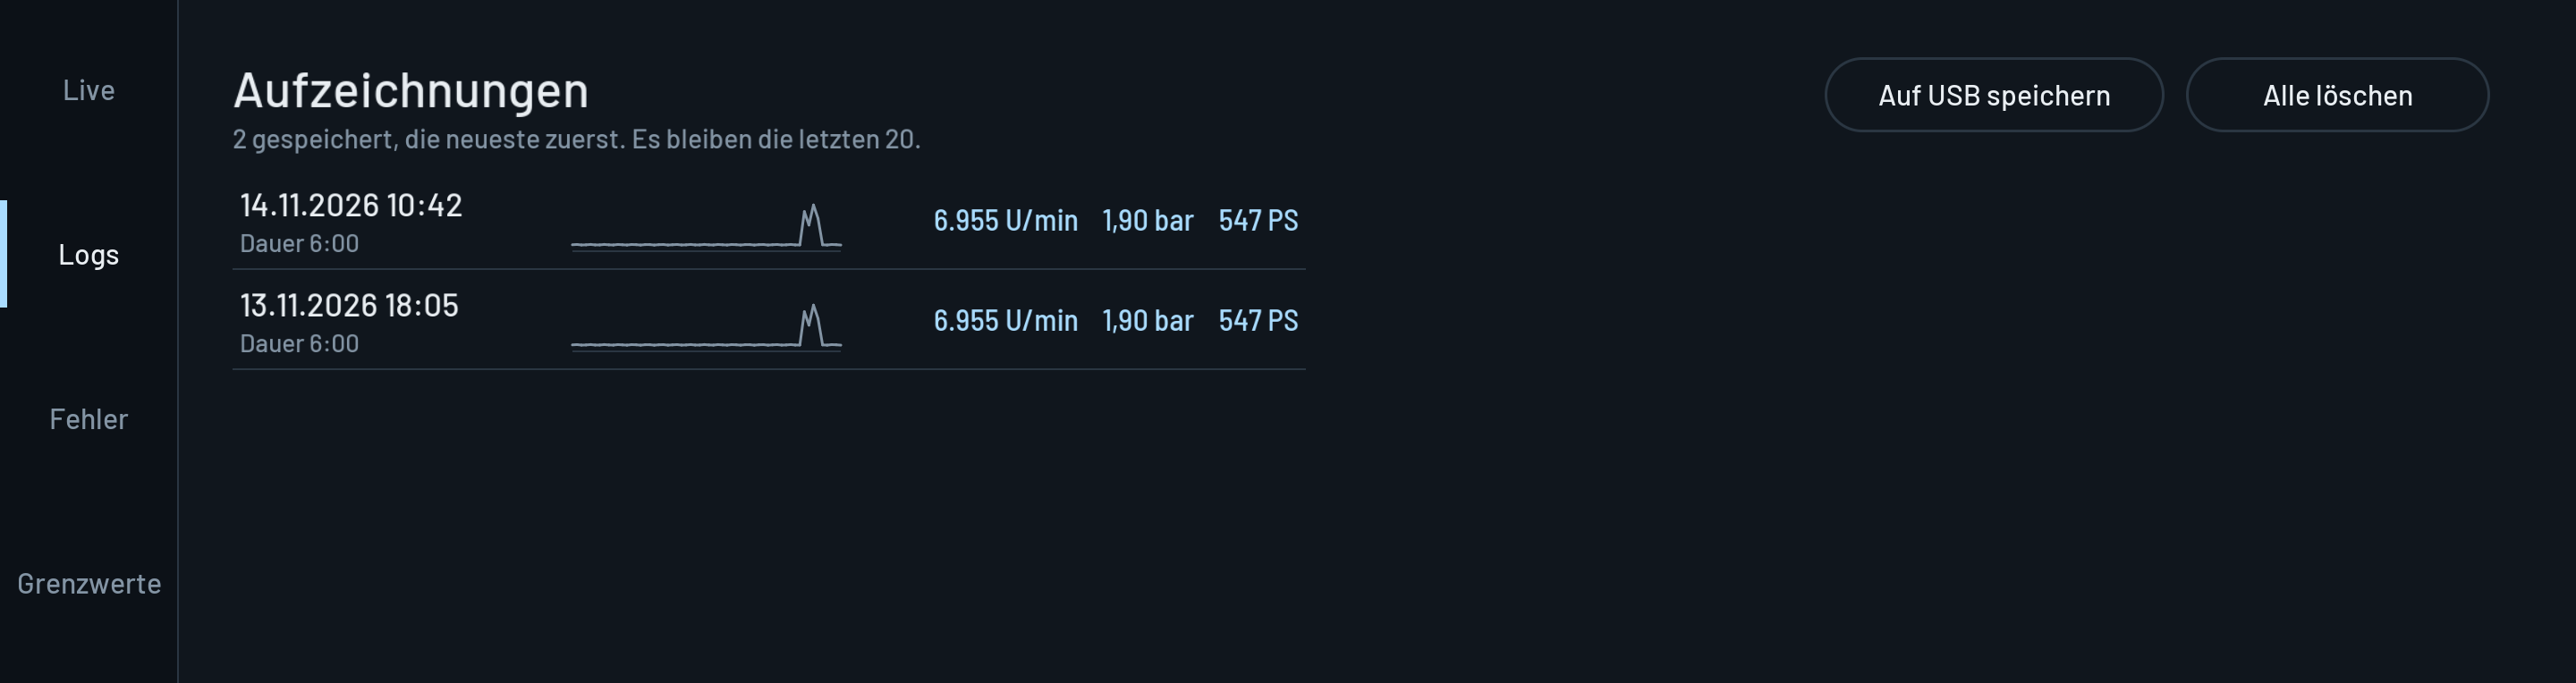 Live
Logs
Fehler
Grenzwerte
Aufzeichnungen
2 gespeichert, die neueste zuerst. Es bleiben die letzten 20.
Auf USB speichern
Alle löschen
14.11.2026 10:42
Dauer 6:00
6.955 U/min 1,90 bar 547 PS
13.11.2026 18:05
Dauer 6:00
6.955 U/min 1,90 bar 547 PS